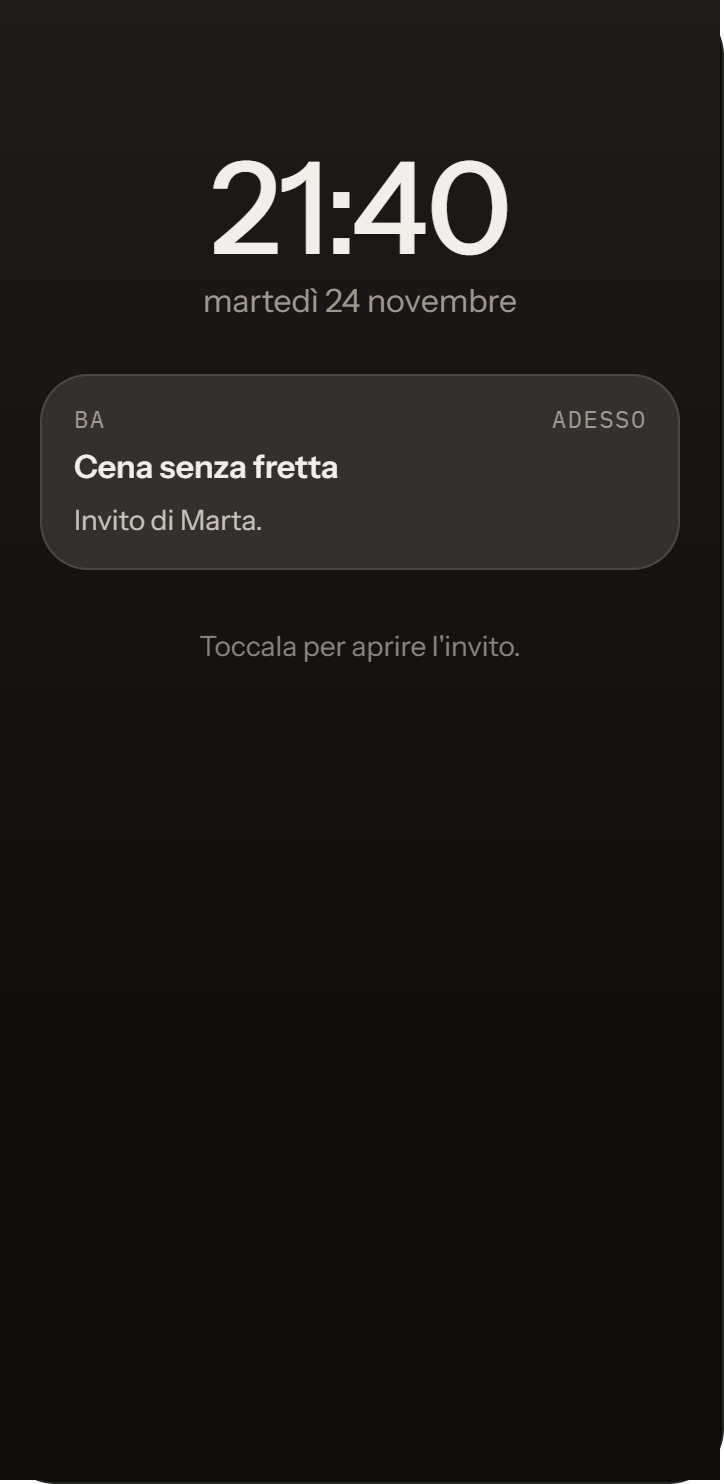 21:40
martedì 24 novembre
BA ADESSO
Cena senza fretta
Invito di Marta.
Toccala per aprire l'invito.